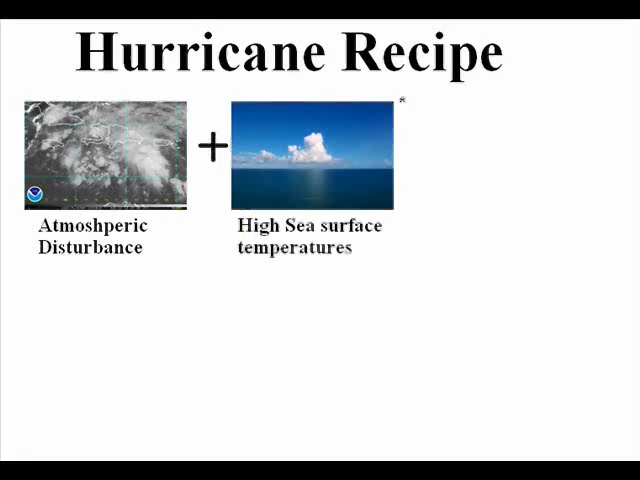 Hurricane Recipe
+
Atmoshperic
Disturbance
High Sea surface
temperatures